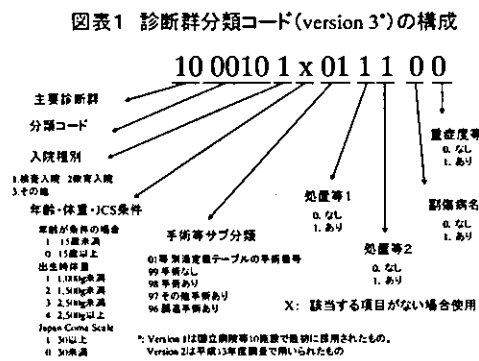 図表1 診断群分類コード(version 3*)の構成
10 0010 1 x 01 1 1 0 0
主要診断群
分類コード
入院種別
1.検査入院 2教育入院
3.その他
年齢・体重・JCS条件
年齢が条件の場合
1 15歳未満
0 15歳以上
出生時体重
1 1,000g未満
2 1,500g未満
3 2,500g未満
4 2,500g以上
Japan Coma Scale
1 30以上
0 30未満
手術等サブ分類
01等 別途定義テーブルの手術番号
99 手術なし
98 手術あり
97 その他手術あり
96 関連手術あり
処置等1
0. なし
1. あり
処置等2
0. なし
1. あり
副傷病名
0. なし
1. あり
重症度等
0. なし
1. あり
X: 該当する項目がない場合使用
*: Version 1は国立病院等10施設で最初に採用されたもの。
Version 2は平成13年度調査で用いられたもの